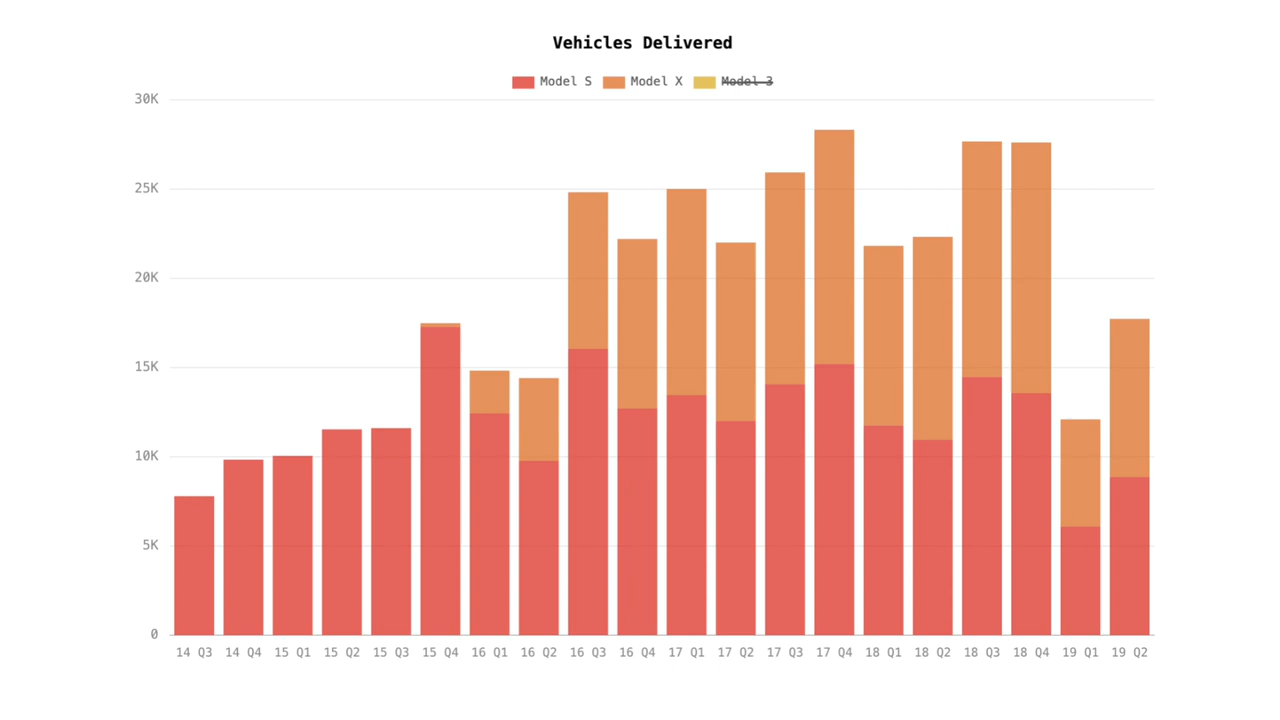 Vehicles Delivered
Model S Model X Model 3
30K
25K
20K
15K
10K
5K
0
14 Q3 14 Q4 15 Q1 15 Q2 15 Q3 15 Q4 16 Q1 16 Q2 16 Q3 16 Q4 17 Q1 17 Q2 17 Q3 17 Q4 18 Q1 18 Q2 18 Q3 18 Q4 19 Q1 19 Q2